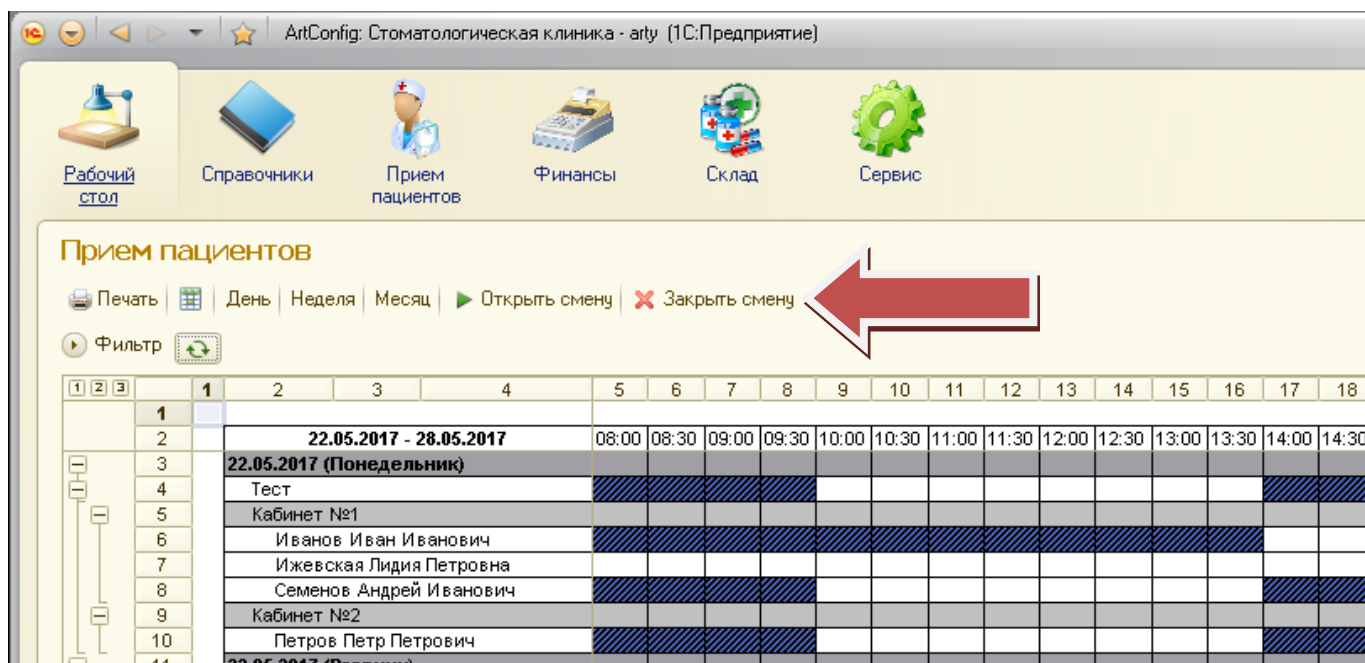 ArtConfig: Стоматологическая клиника - arty (1С:Предприятие)
Рабочий стол
Справочники
Прием пациентов
Финансы
Склад
Сервис
Прием пациентов
Печать День Неделя Месяц Открыть смену Закрыть смену
Фильтр
1 2 3 1 2 3 4 5 6 7 8 9 10 11 12 13 14 15 16 17 18
1
2 22.05.2017 - 28.05.2017 08:00 08:30 09:00 09:30 10:00 10:30 11:00 11:30 12:00 12:30 13:00 13:30 14:00 14:30
3 22.05.2017 (Понедельник)
4 Тест
5 Кабинет №1
6 Иванов Иван Иванович
7 Ижевская Лидия Петровна
8 Семенов Андрей Иванович
9 Кабинет №2
10 Петров Петр Петрович